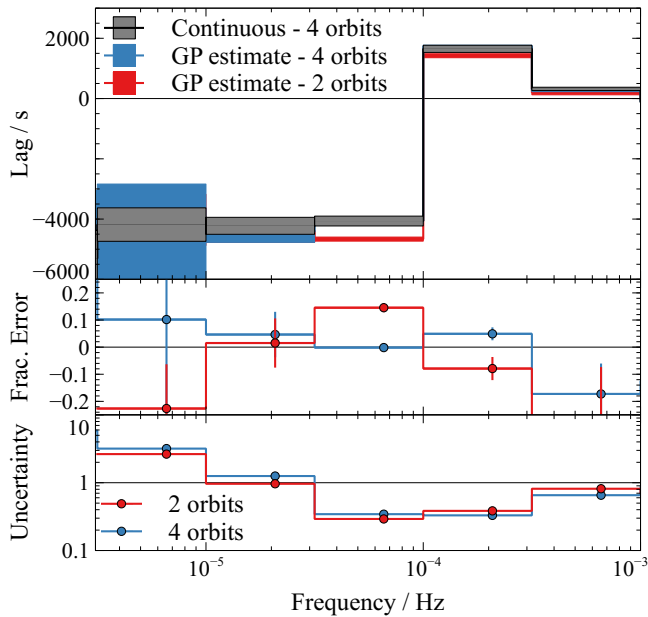 Continuous - 4 orbits
GP estimate - 4 orbits
GP estimate - 2 orbits
2000
0
−4000
−6000
Lag / s
0.2
0.1
0
−0.1
−0.2
Frac. Error
10
1
0.1
Uncertainty
2 orbits
4 orbits
10⁻⁵
10⁻⁴
10⁻³
Frequency / Hz